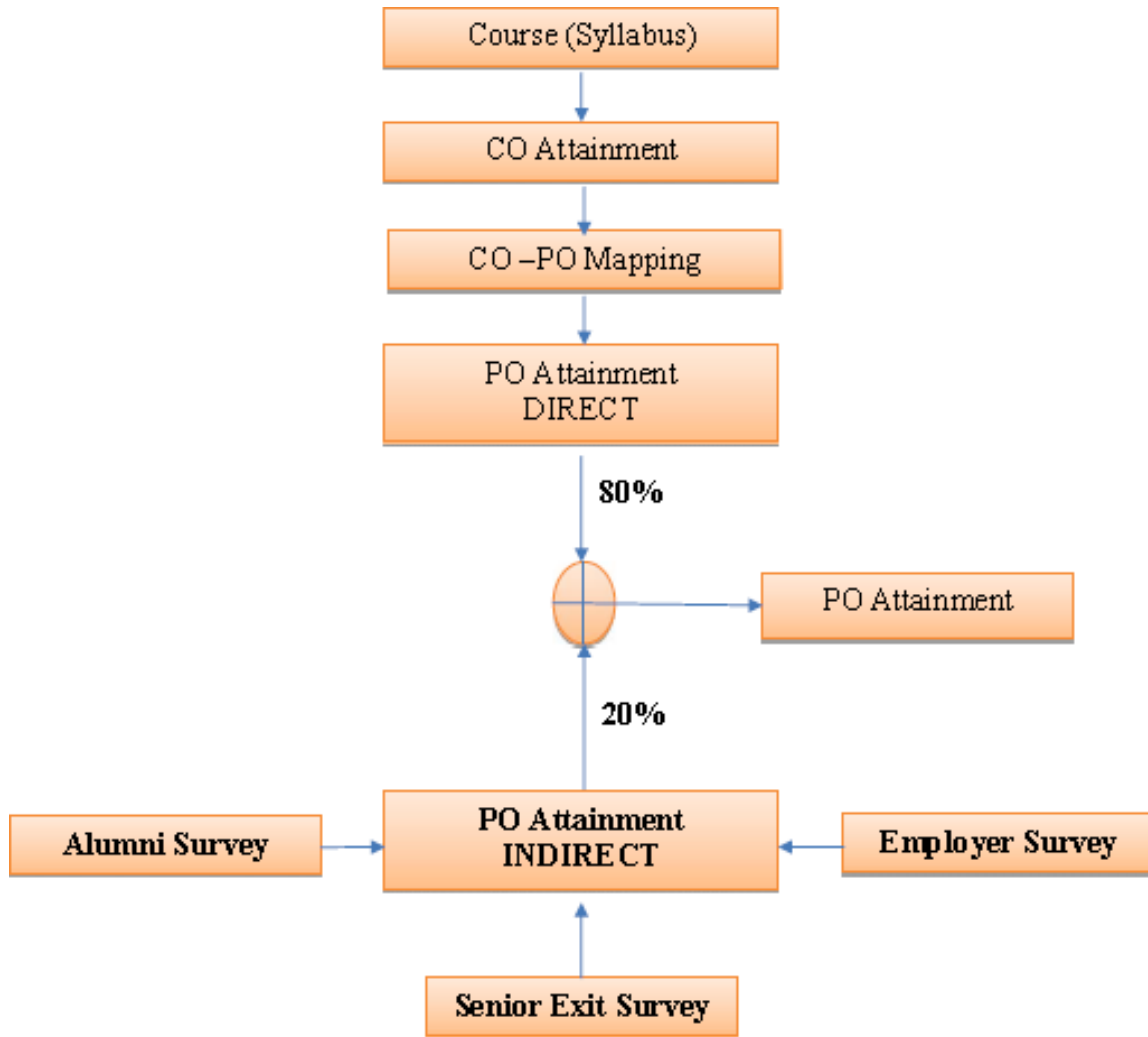 Course (Syllabus)
CO Attainment
CO –PO Mapping
PO Attainment
DIRECT
80%
PO Attainment
20%
Alumni Survey
PO Attainment
INDIRECT
Employer Survey
Senior Exit Survey